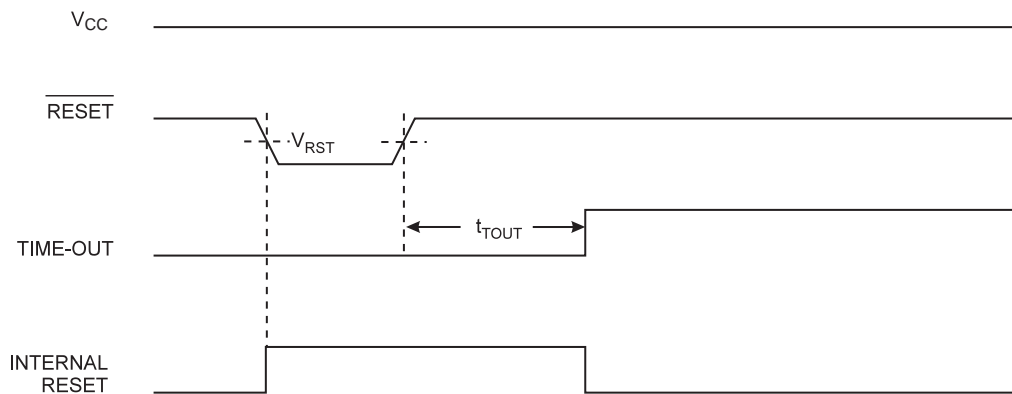 VCC
RESET
VRST
tTOUT
TIME-OUT
INTERNAL
RESET